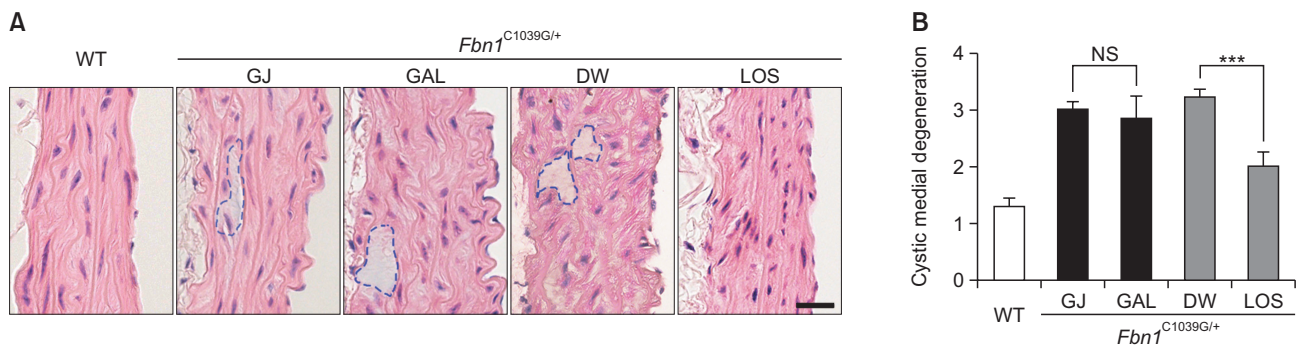 A
WT
Fbn1C1039G/+
GJ GAL DW LOS
B
Cystic medial degeneration
4
3
2
1
0
NS
***
WT
GJ GAL DW LOS
Fbn1C1039G/+